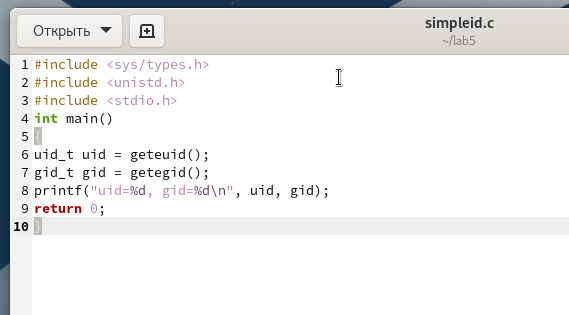 Открыть
simpleid.c
~/lab5
1 #include <sys/types.h>
2 #include <unistd.h>
3 #include <stdio.h>
4 int main()
5 {
6 uid_t uid = geteuid();
7 gid_t gid = getegid();
8 printf("uid=%d, gid=%d\n", uid, gid);
9 return 0;
10 }